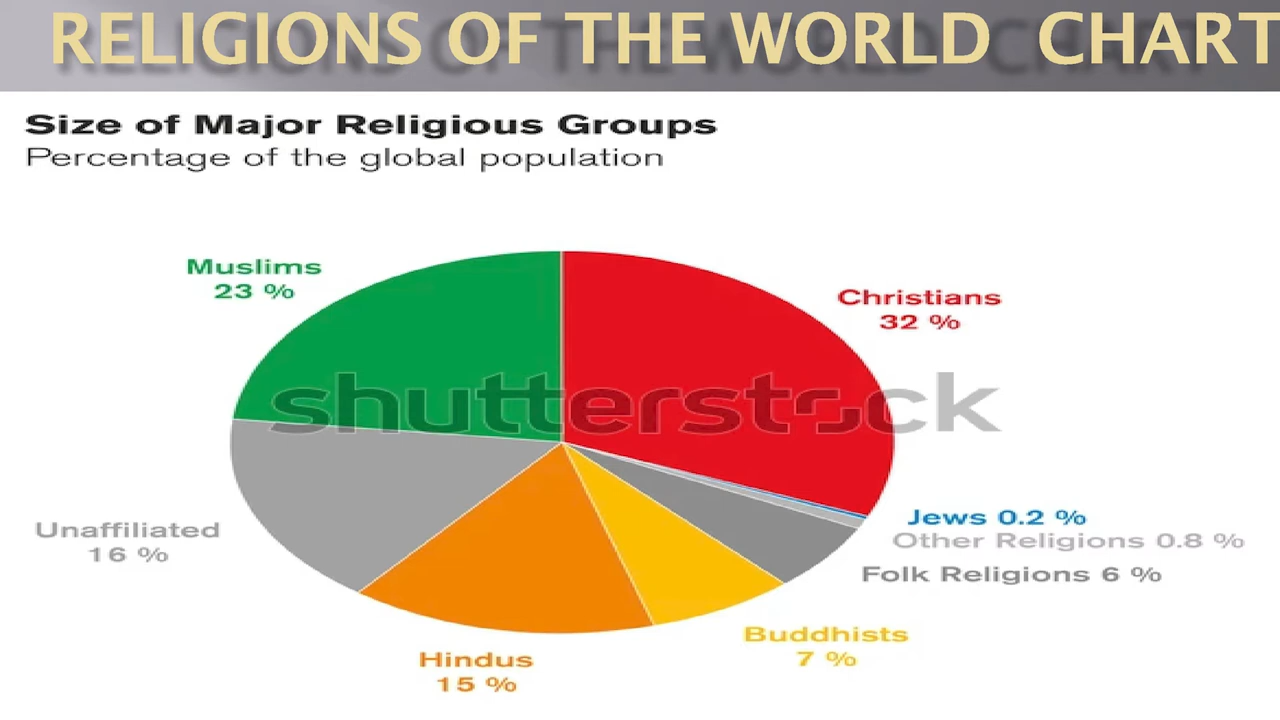 RELIGIONS OF THE WORLD CHART
Size of Major Religious Groups
Percentage of the global population
Muslims
23 %
Christians
32 %
shutterstock
Jews 0.2 %
Other Religions 0.8 %
Unaffiliated
16 %
Folk Religions 6 %
Buddhists
7 %
Hindus
15 %